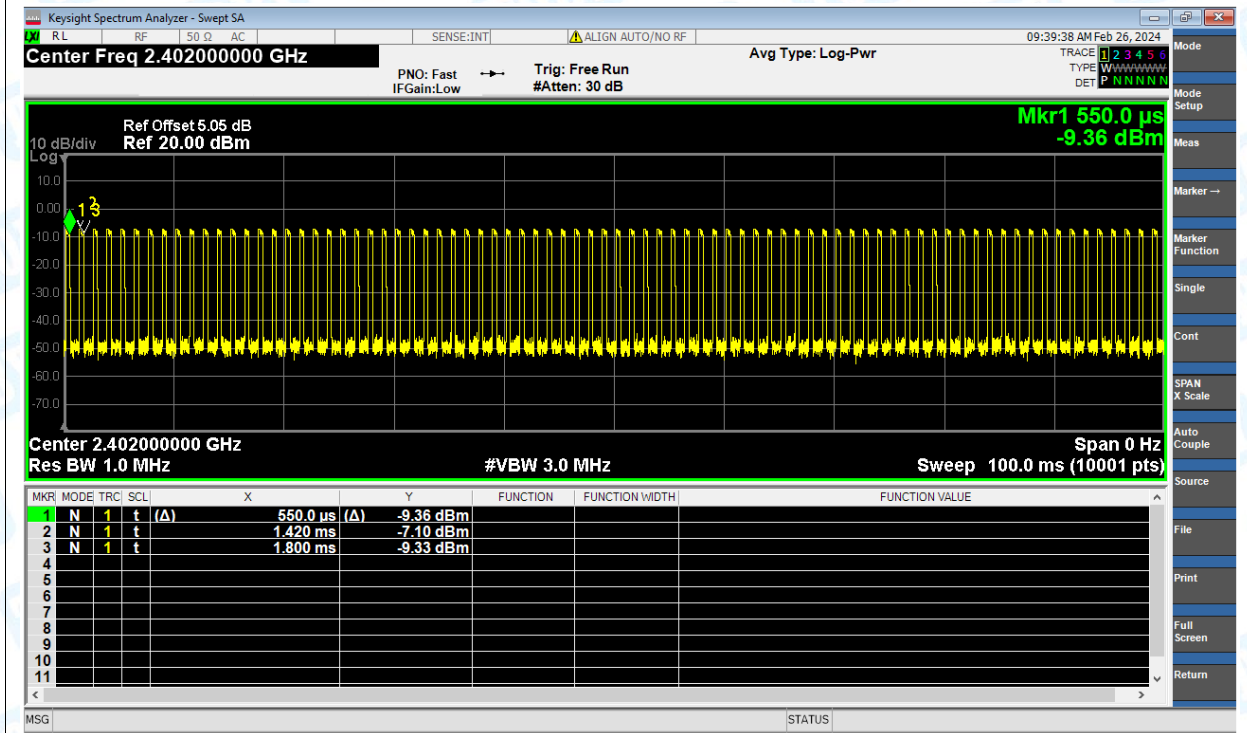 Keysight Spectrum Analyzer - Swept SA
LXI RL RF 50 Ω AC SENSE:INT ALIGN AUTO/NO RF 09:39:38 AM Feb 26, 2024
Center Freq 2.402000000 GHz Avg Type: Log-Pwr TRACE 1 2 3 4 5 6
PNO: Fast Trig: Free Run TYPE WWWWWW
IFGain:Low #Atten: 30 dB DET P N N N N N
Mkr1 550.0 µs
-9.36 dBm
Ref Offset 5.05 dB
10 dB/div Ref 20.00 dBm
Log
10.0
0.00
-10.0
-20.0
-30.0
-40.0
-50.0
-60.0
-70.0
1 2 3
Center 2.402000000 GHz Span 0 Hz
Res BW 1.0 MHz #VBW 3.0 MHz Sweep 100.0 ms (10001 pts)
MKR MODE TRC SCL X Y FUNCTION FUNCTION WIDTH FUNCTION VALUE
1 N 1 t (Δ) 550.0 µs (Δ) -9.36 dBm
2 N 1 t 1.420 ms -7.10 dBm
3 N 1 t 1.800 ms -9.33 dBm
4
5
6
7
8
9
10
11
MSG STATUS
Mode
Mode
Setup
Meas
Marker →
Marker
Function
Single
Cont
SPAN
X Scale
Auto
Couple
Source
File
Print
Full
Screen
Return